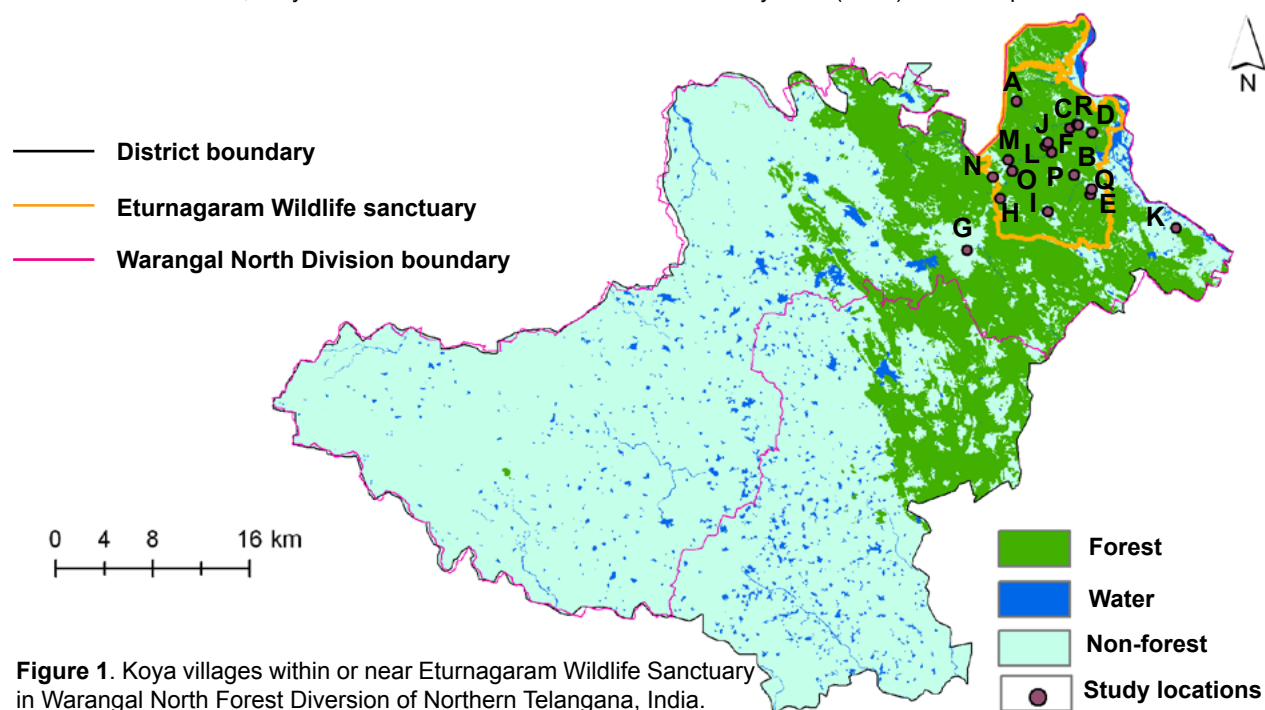 A
C R
D
J
F
M
L
B
N
O
P
Q
I
E
H
K
G
N
District boundary
Eturnagaram Wildlife sanctuary
Warangal North Division boundary
0 4 8 16 km
Forest
Water
Non-forest
Study locations
Figure 1. Koya villages within or near Eturnagaram Wildlife Sanctuary
in Warangal North Forest Diversion of Northern Telangana, India.